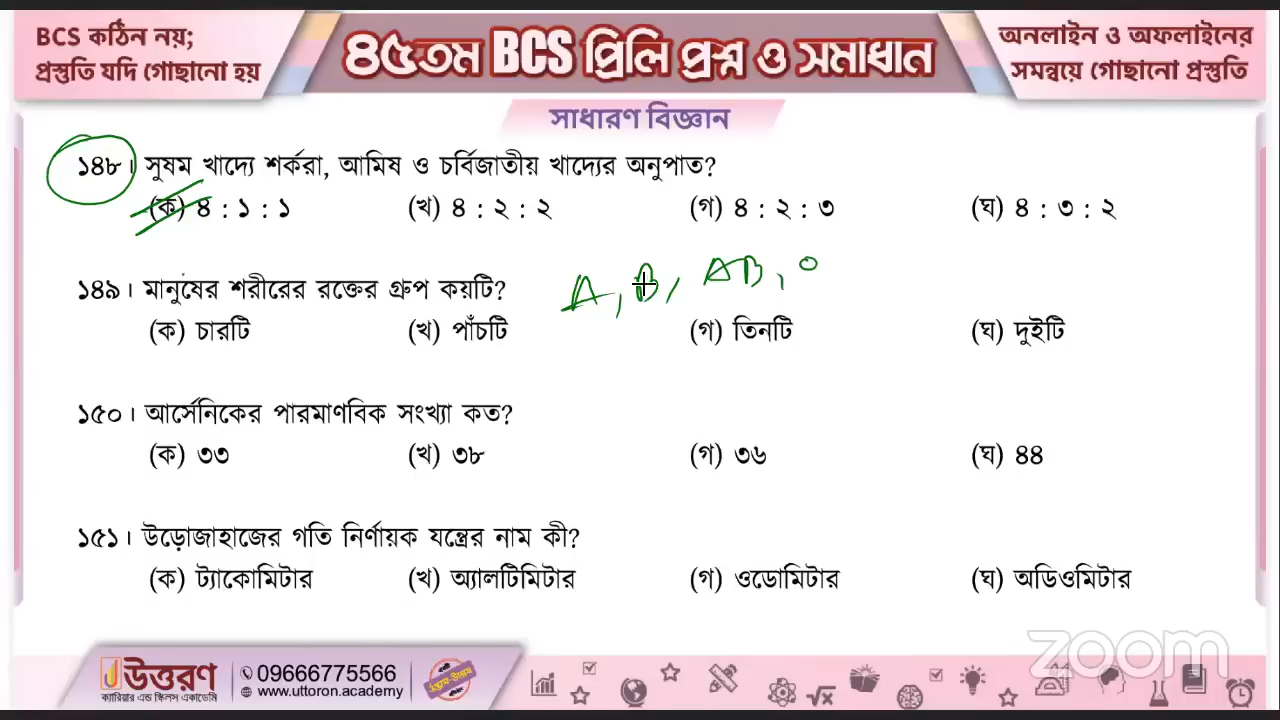 BCS কঠিন নয়;
প্রস্তুতি যদি গোছানো হয়
৪৫তম BCS প্রিলি প্রশ্ন ও সমাধান
অনলাইন ও অফলাইনের
সমন্বয়ে গোছানো প্রস্তুতি
সাধারণ বিজ্ঞান
১৪৮। সুষম খাদ্যে শর্করা, আমিষ ও চর্বিজাতীয় খাদ্যের অনুপাত?
(ক) ৪ : ১ : ১ (খ) ৪ : ২ : ২ (গ) ৪ : ২ : ৩ (ঘ) ৪ : ৩ : ২
A, B, AB, O
১৪৯। মানুষের শরীরের রক্তের গ্রুপ কয়টি?
(ক) চারটি (খ) পাঁচটি (গ) তিনটি (ঘ) দুইটি
১৫০। আর্সেনিকের পারমাণবিক সংখ্যা কত?
(ক) ৩৩ (খ) ৩৮ (গ) ৩৬ (ঘ) ৪৪
১৫১। উড়োজাহাজের গতি নির্ণায়ক যন্ত্রের নাম কী?
(ক) ট্যাকোমিটার (খ) অ্যালটিমিটার (গ) ওডোমিটার (ঘ) অডিওমিটার
zoom
উত্তরণ
ক্যারিয়ার এন্ড স্কিলস একাডেমি
09666775566
www.uttoron.academy